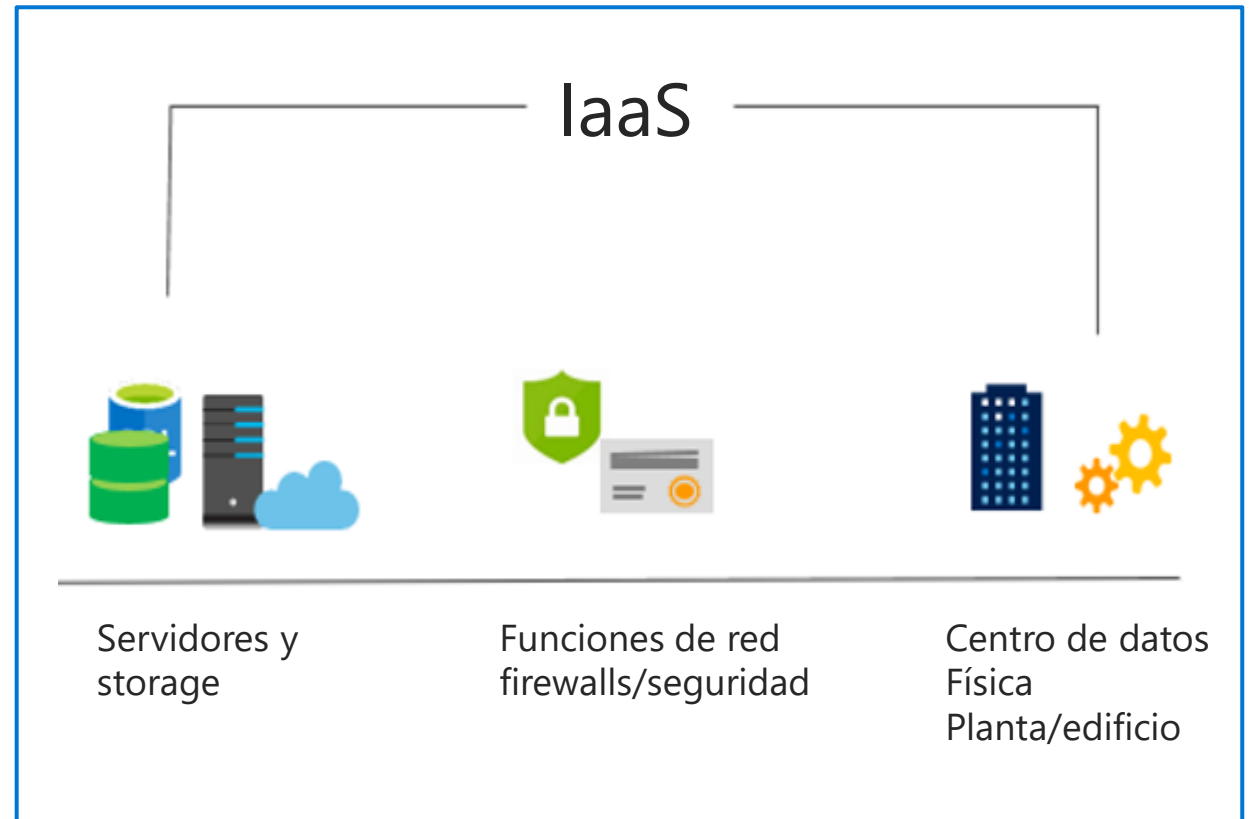 IaaS
Servidores y
storage
Funciones de red
firewalls/seguridad
Centro de datos
Física
Planta/edificio